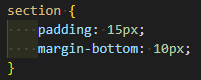 section {
    padding: 15px;
    margin-bottom: 10px;
}